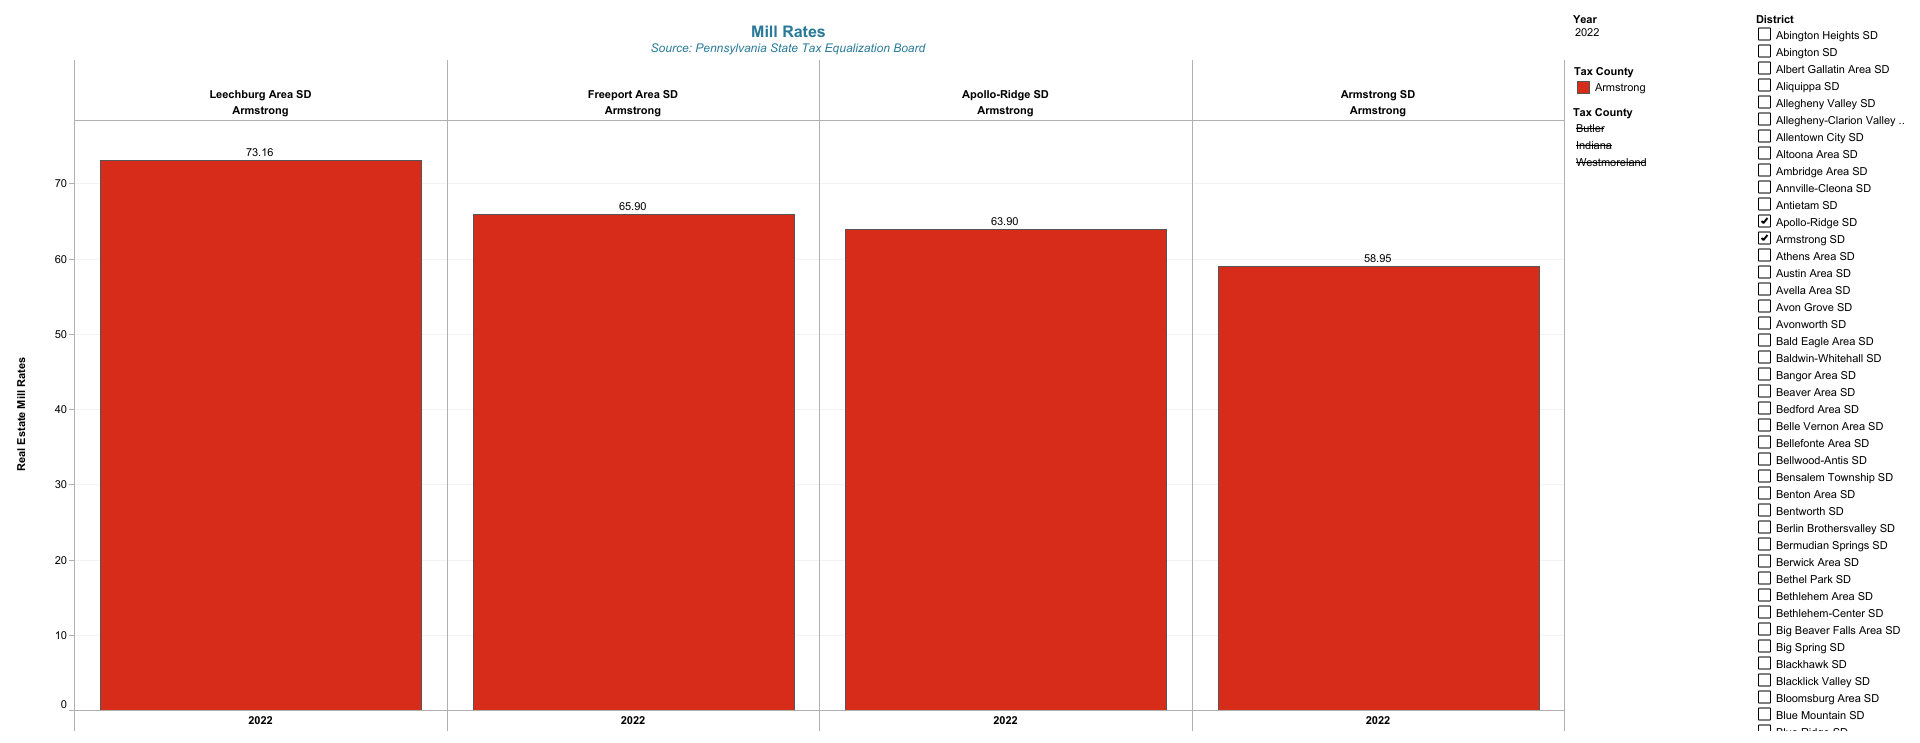 Mill Rates
Source: Pennsylvania State Tax Equalization Board
Leechburg Area SD
Armstrong
Freeport Area SD
Armstrong
Apollo-Ridge SD
Armstrong
Armstrong SD
Armstrong
73.16
65.90
63.90
58.95
Real Estate Mill Rates
70
60
50
40
30
20
10
0
2022
2022
2022
2022
Year
2022
Tax County
Armstrong
Tax County
Butler
Indiana
Westmoreland
District
Abington Heights SD
Abington SD
Albert Gallatin Area SD
Aliquippa SD
Allegheny Valley SD
Allegheny-Clarion Valley ..
Allentown City SD
Altoona Area SD
Ambridge Area SD
Annville-Cleona SD
Antietam SD
Apollo-Ridge SD
Armstrong SD
Athens Area SD
Austin Area SD
Avella Area SD
Avon Grove SD
Avonworth SD
Bald Eagle Area SD
Baldwin-Whitehall SD
Bangor Area SD
Beaver Area SD
Bedford Area SD
Belle Vernon Area SD
Bellefonte Area SD
Bellwood-Antis SD
Bensalem Township SD
Benton Area SD
Bentworth SD
Berlin Brothersvalley SD
Bermudian Springs SD
Berwick Area SD
Bethel Park SD
Bethlehem Area SD
Bethlehem-Center SD
Big Beaver Falls Area SD
Big Spring SD
Blackhawk SD
Blacklick Valley SD
Bloomsburg Area SD
Blue Mountain SD